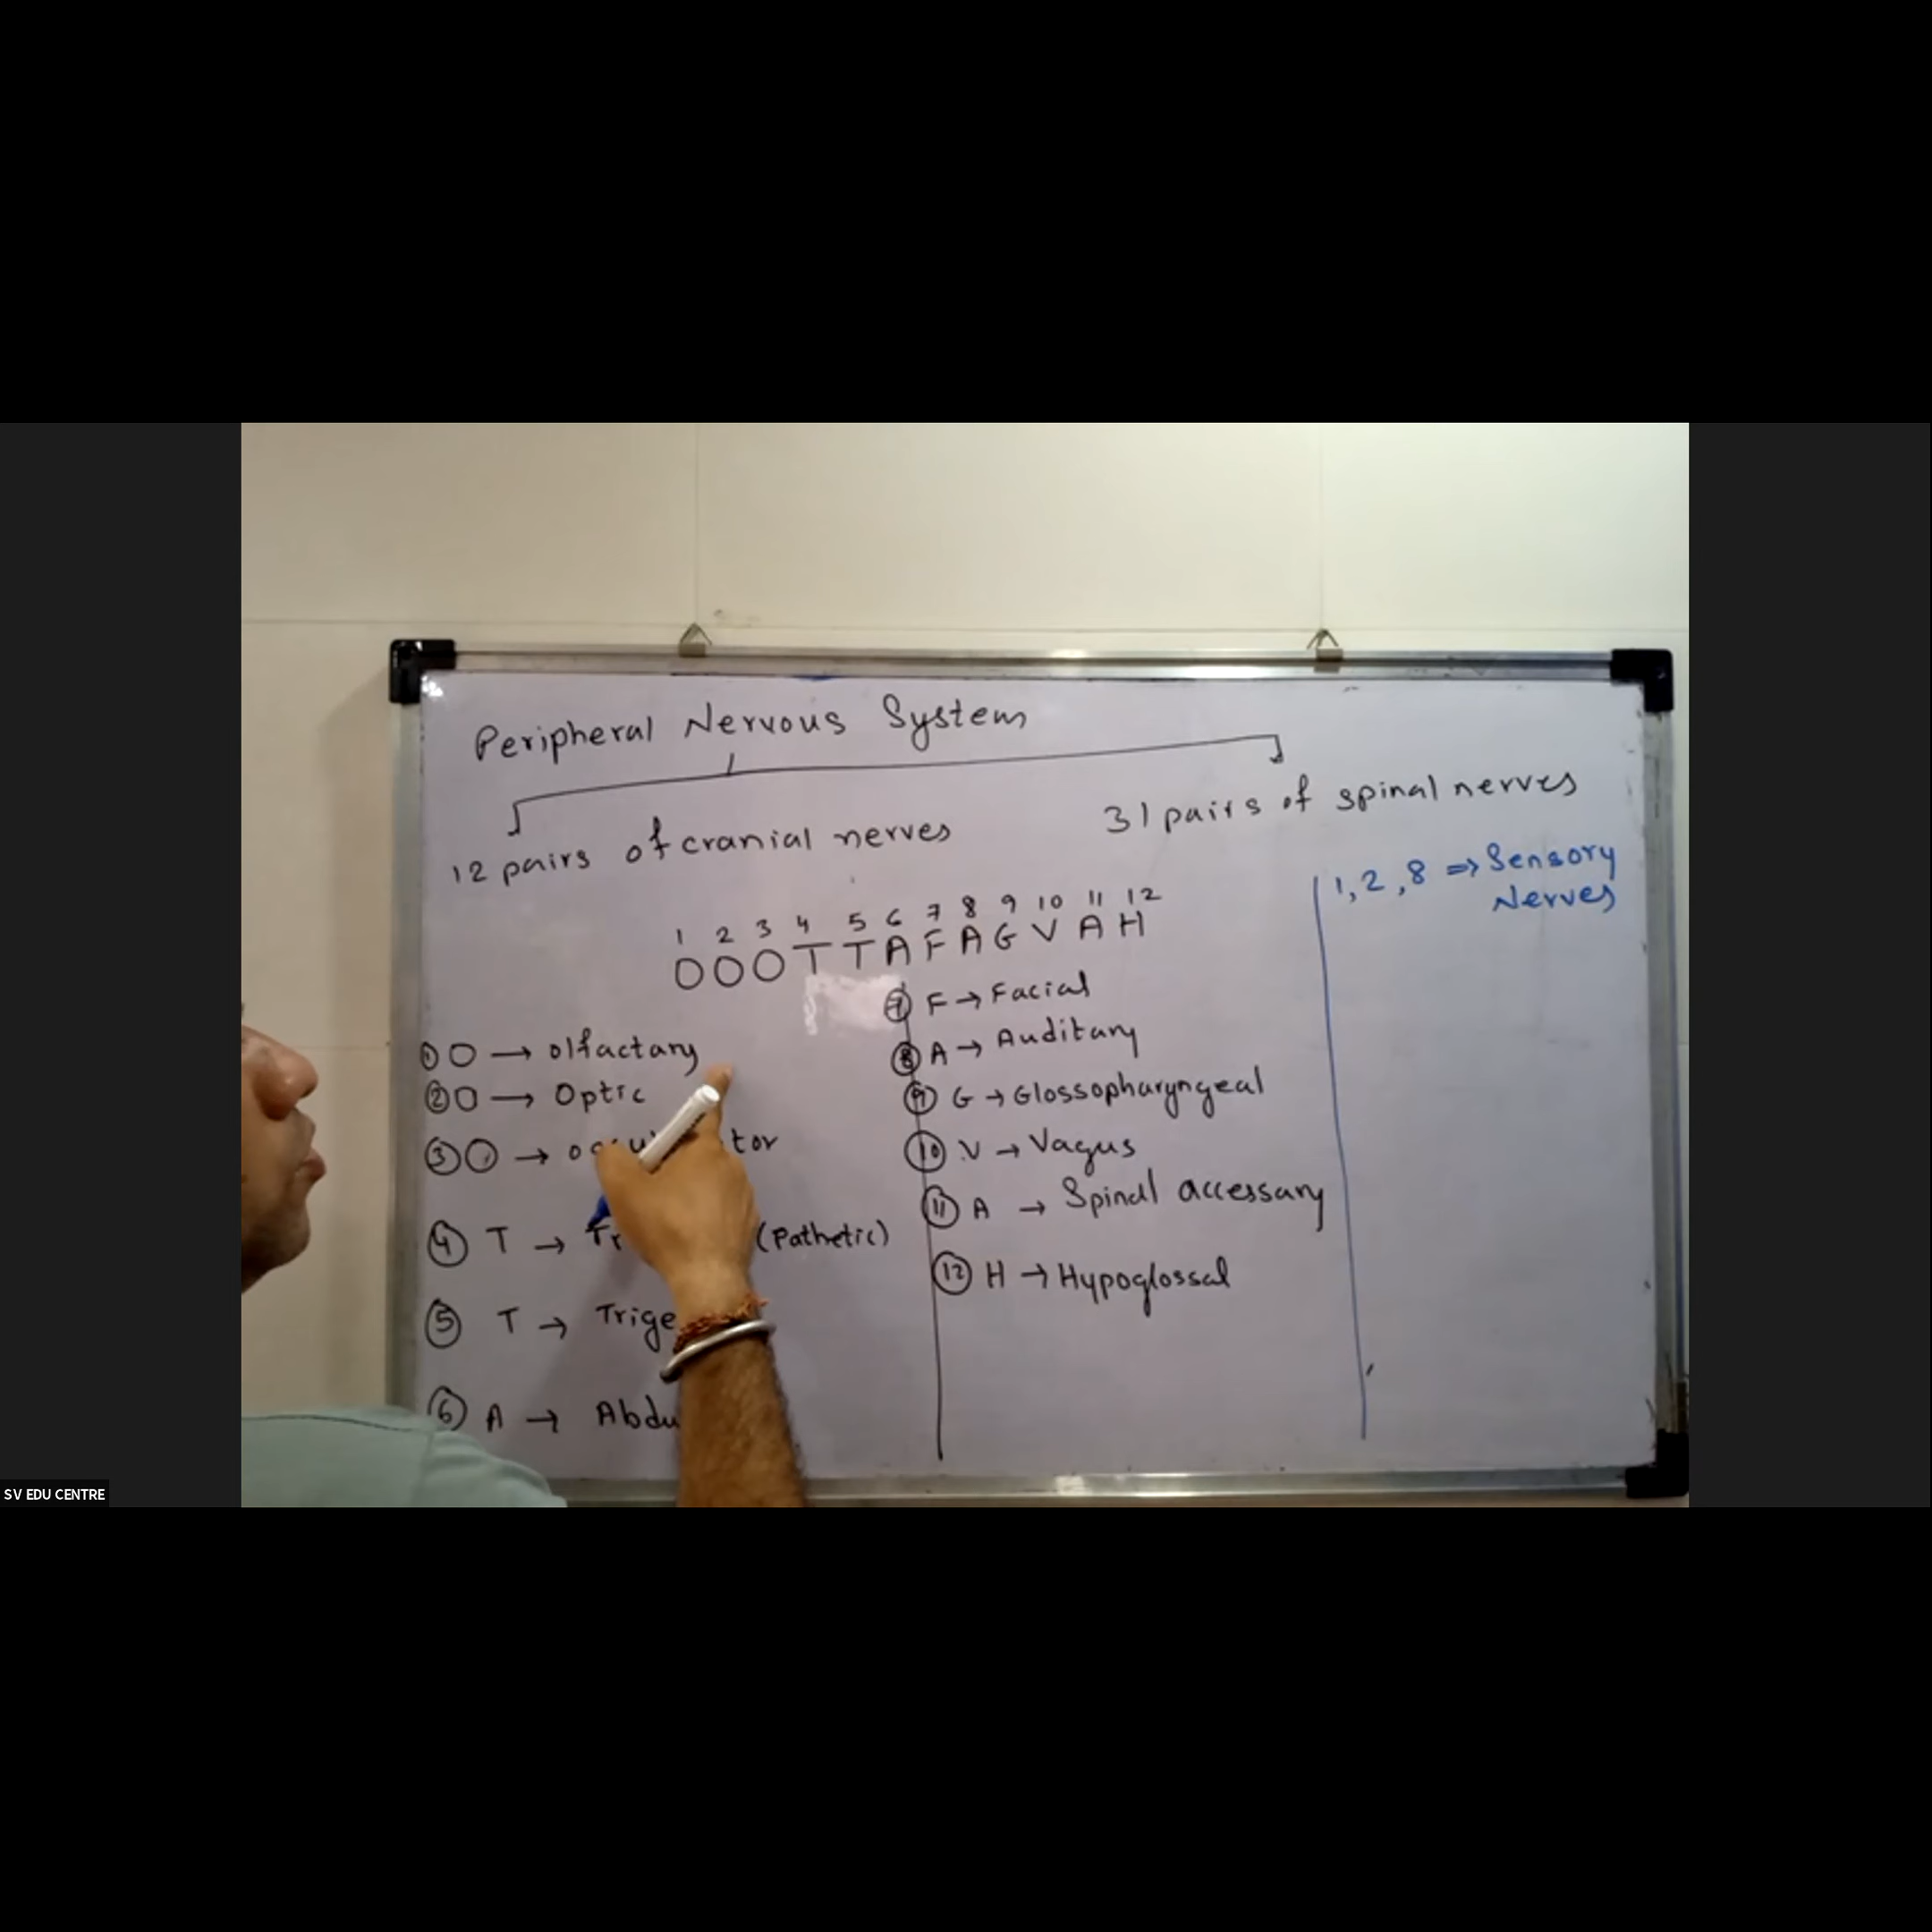 Peripheral Nervous System
12 pairs of cranial nerves
31 pairs of spinal nerves
1 2 3 4 5 6 7 8 9 10 11 12
O O O T T A F A G V A H
① O → olfactary
② O → Optic
③ O →
④ T → (Pathetic)
⑤ T →
⑥ A →
⑦ F → Facial
⑧ A → Auditary
⑨ G → Glossopharyngeal
⑩ V → Vagus
⑪ A → Spinal accessary
⑫ H → Hypoglossal
1, 2, 8 ⇒ Sensory
Nerves
SV EDU CENTRE